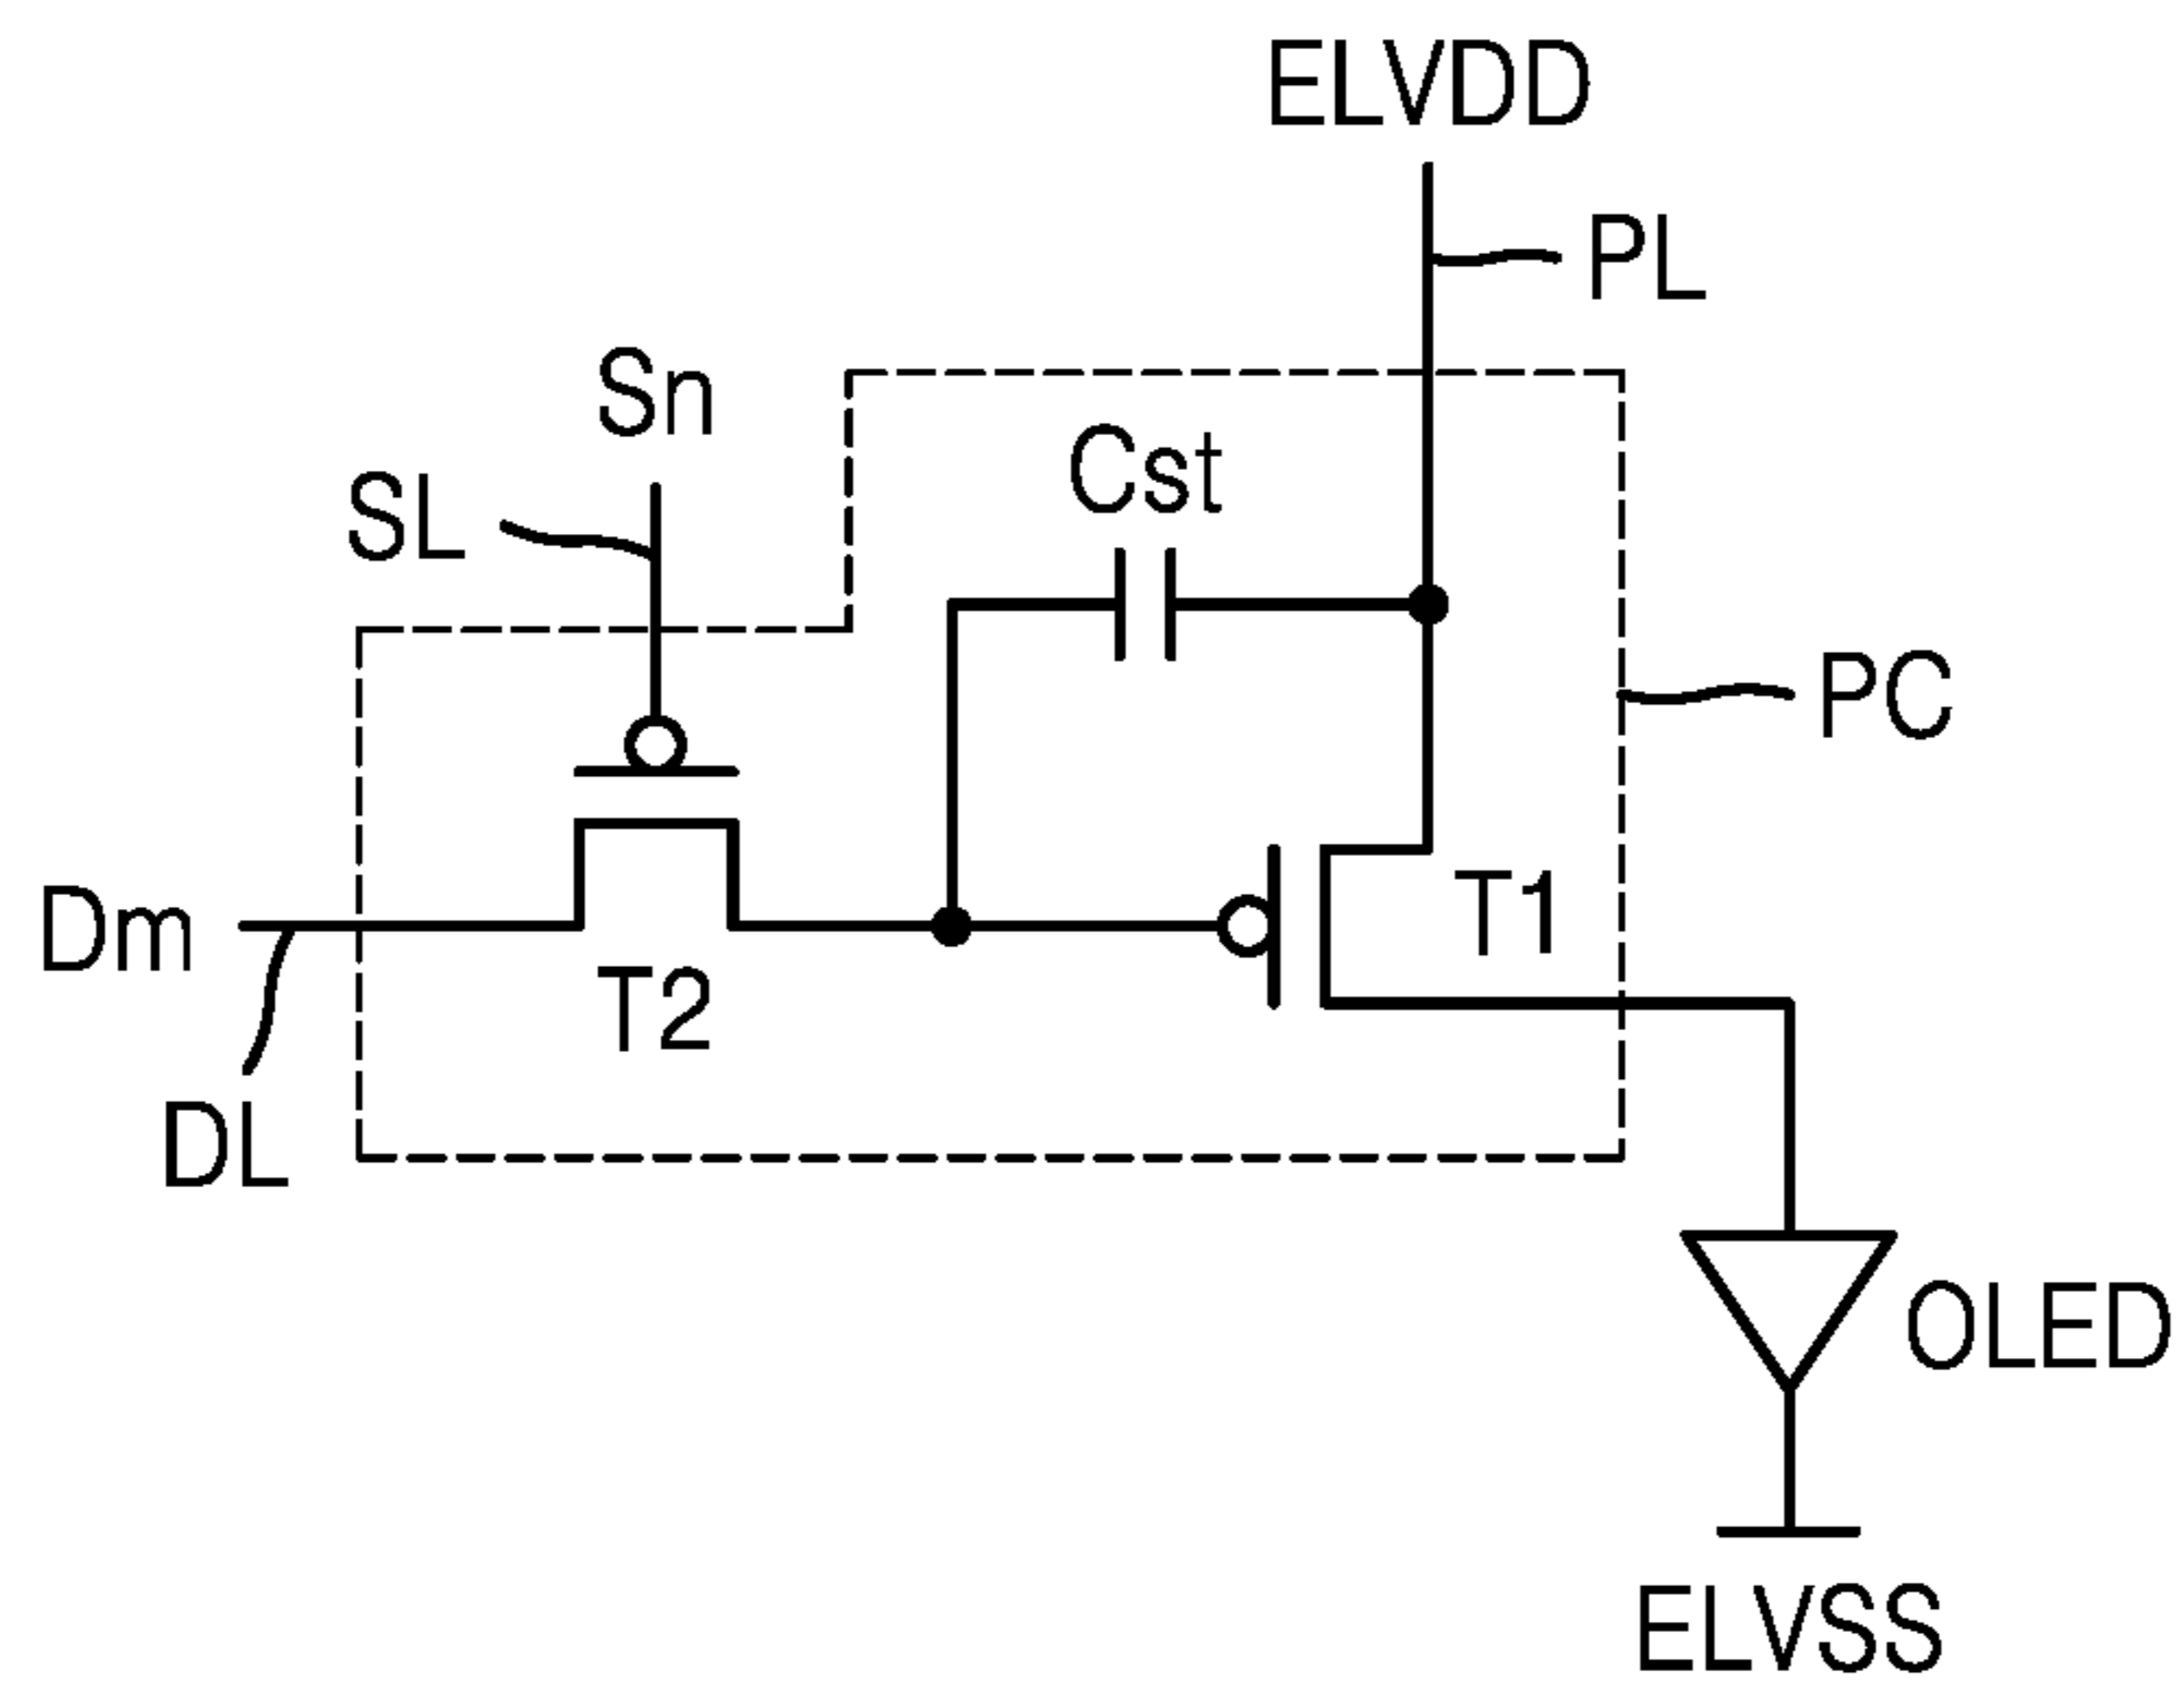 ELVDD
PL
Sn
SL
Cst
PC
T1
Dm
T2
DL
OLED
ELVSS